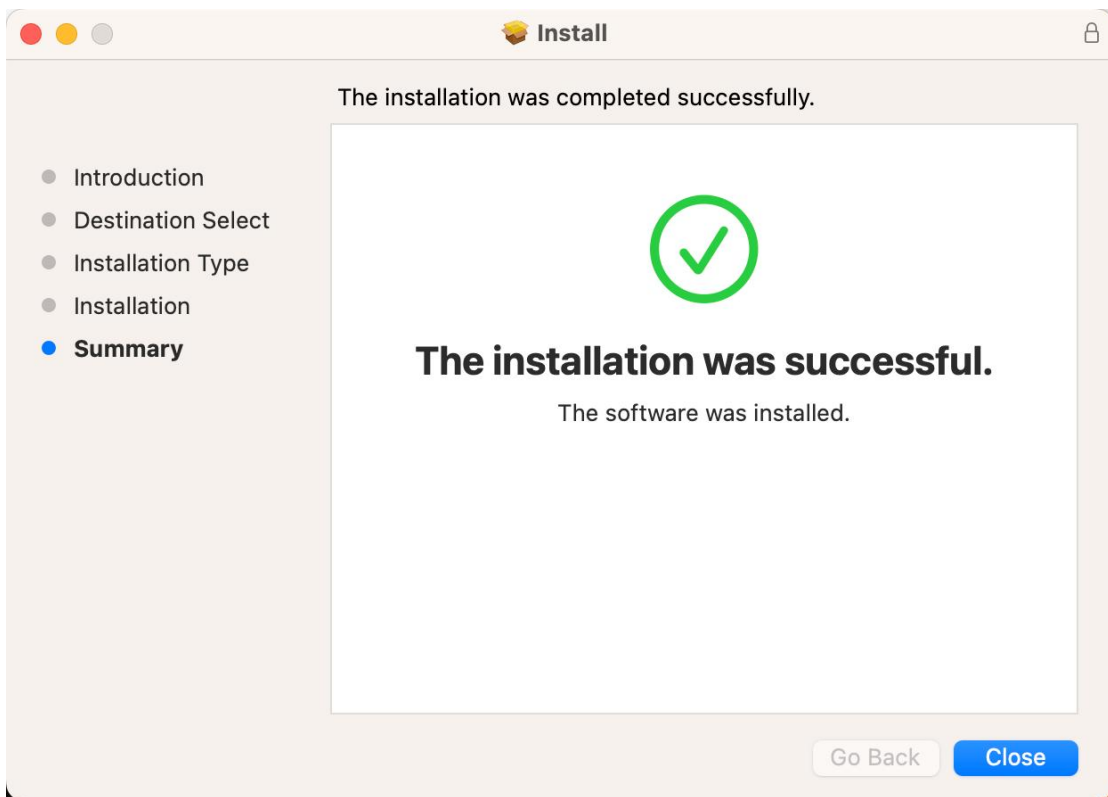 Install
The installation was completed successfully.
Introduction
Destination Select
Installation Type
Installation
Summary
The installation was successful.
The software was installed.
Go Back
Close